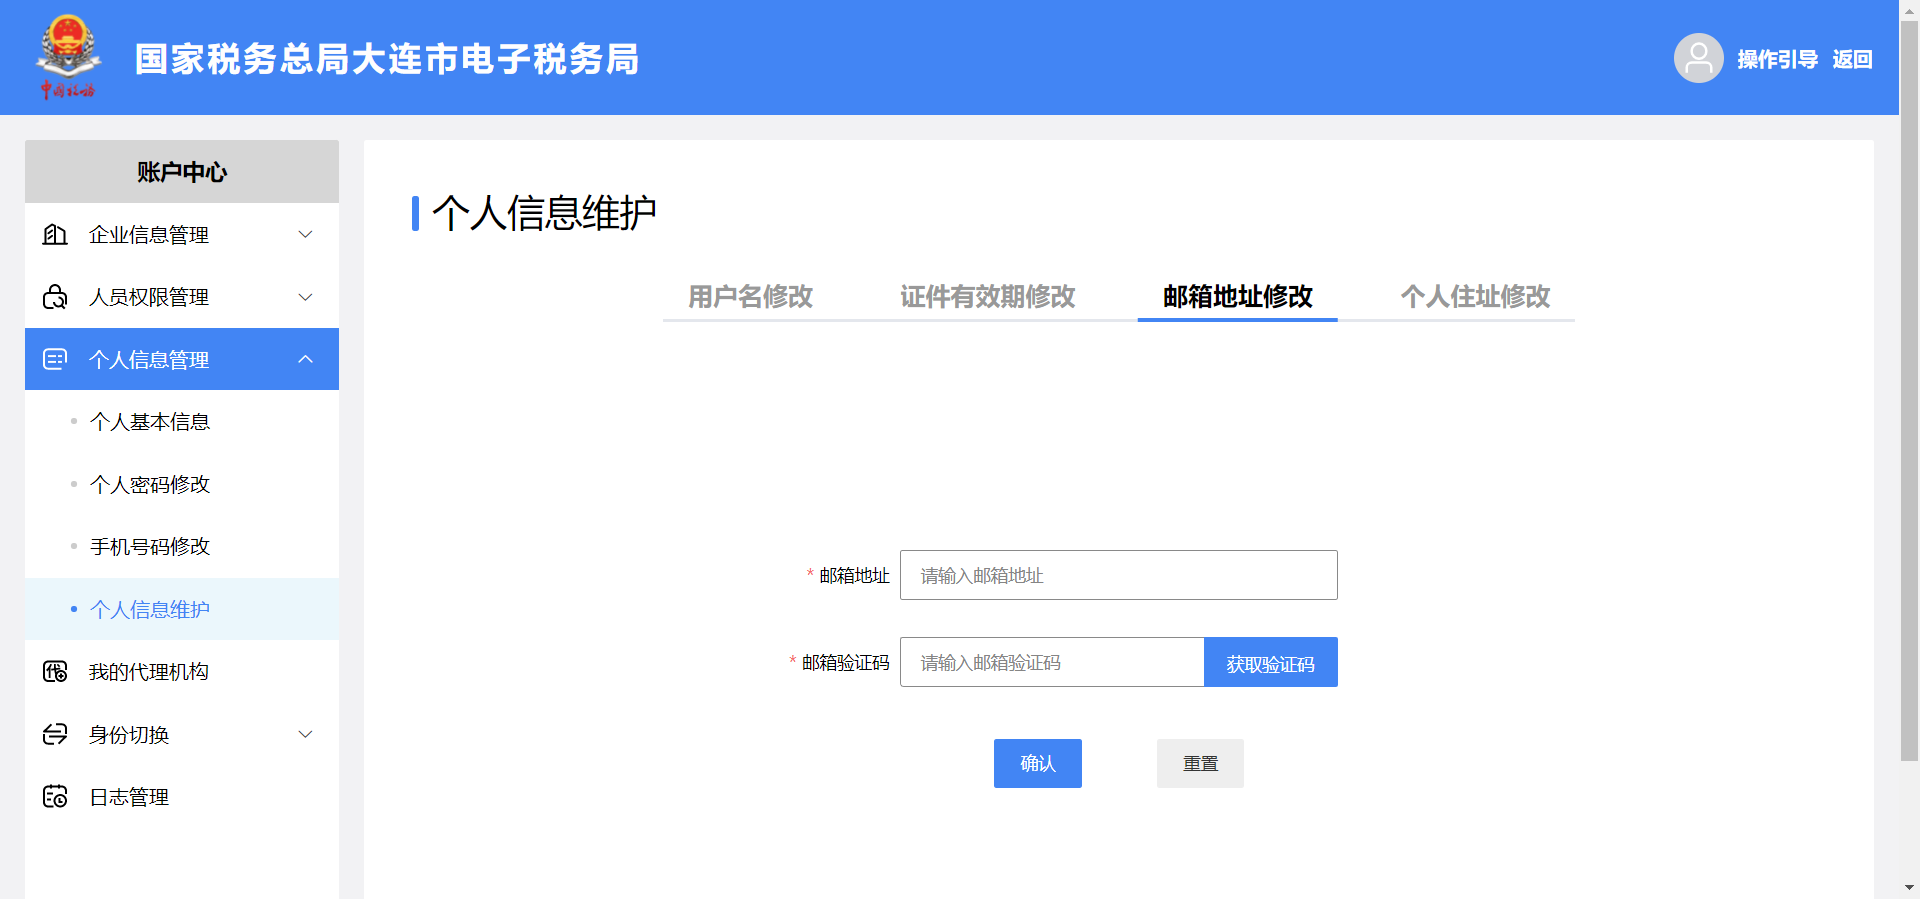 国家税务总局大连市电子税务局
中国税务
操作引导 返回
账户中心
企业信息管理
人员权限管理
个人信息管理
个人基本信息
个人密码修改
手机号码修改
个人信息维护
我的代理机构
身份切换
日志管理
个人信息维护
用户名修改 证件有效期修改 邮箱地址修改 个人住址修改
* 邮箱地址 请输入邮箱地址
* 邮箱验证码 请输入邮箱验证码 获取验证码
确认 重置